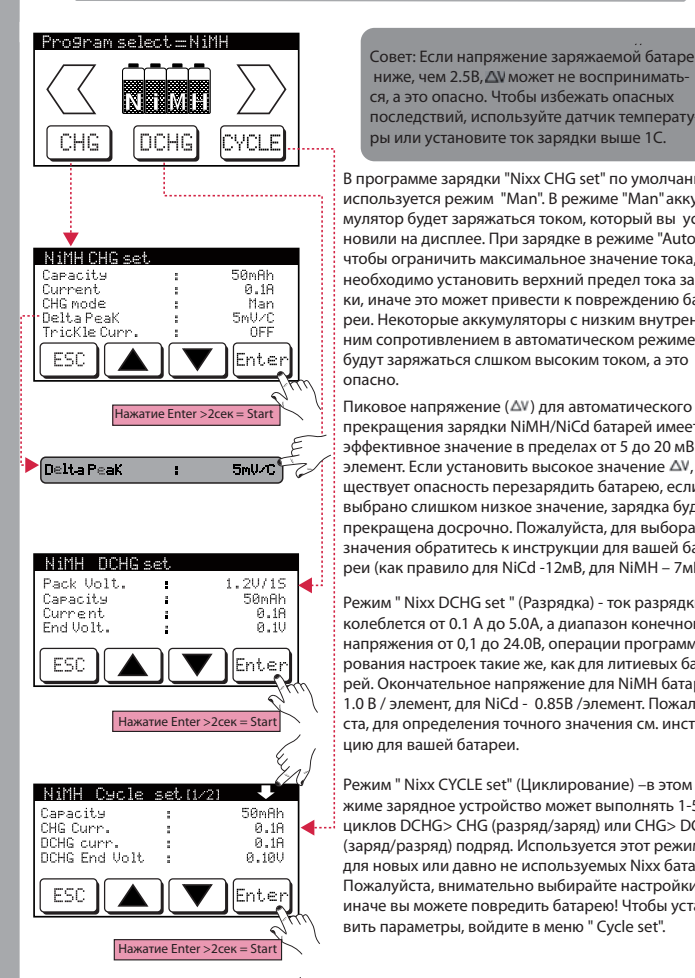 Pro9ram select=NiMH
NiMH
CHG DCHG CYCLE
NiMH CHG set
Capacity : 50mAh
Current : 0.1A
CHG mode : Man
Delta PeaK : 5mV/C
TricKle Curr. : OFF
ESC Enter
Нажатие Enter >2сек = Start
Delta PeaK : 5mV/C
NiMH DCHG set
Pack Volt. : 1.2V/1S
Capacity : 50mAh
Current : 0.1A
End Volt. : 0.1V
ESC Enter
Нажатие Enter >2сек = Start
NiMH Cycle set [1/2]
Capacity : 50mAh
CHG Curr. : 0.1A
DCHG curr. : 0.1A
DCHG End Volt : 0.10V
ESC Enter
Нажатие Enter >2сек = Start
Совет: Если напряжение заряжаемой батаре
ниже, чем 2.5В, ΔV может не восприниматься-
ся, а это опасно. Чтобы избежать опасных
последствий, используйте датчик температу
ры или установите ток зарядки выше 1С.
В программе зарядки "Nixx CHG set" по умолчан
используется режим "Man". В режиме "Man" акку
мулятор будет заряжаться током, который вы ус
новили на дисплее. При зарядке в режиме "Auto
чтобы ограничить максимальное значение тока,
необходимо установить верхний предел тока за
ки, иначе это может привести к повреждению ба
реи. Некоторые аккумуляторы с низким внутрен
ним сопротивлением в автоматическом режиме
будут заряжаться слшком высоким током, а это
опасно.
Пиковое напряжение (ΔV) для автоматического
прекращения зарядки NiMH/NiCd батарей имеет
эффективное значение в пределах от 5 до 20 мВ
элемент. Если установить высокое значение ΔV,
ществует опасность перезарядить батарею, если
выбрано слишком низкое значение, зарядка буд
прекращена досрочно. Пожалуйста, для выбора
значения обратитесь к инструкции для вашей ба
реи (как правило для NiCd -12мВ, для NiMH – 7м
Режим " Nixx DCHG set " (Разрядка) - ток разрядк
колеблется от 0.1 А до 5.0А, а диапазон конечног
напряжения от 0,1 до 24.0В, операции программ
рования настроек такие же, как для литиевых ба
рей. Окончательное напряжение для NiMH батар
1.0 В / элемент, для NiCd - 0.85В /элемент. Пожал
ста, для определения точного значения см. инст
цию для вашей батареи.
Режим " Nixx CYCLE set" (Циклирование) –в этом
жиме зарядное устройство может выполнять 1-5
циклов DCHG> CHG (разряд/заряд) или CHG> DC
(заряд/разряд) подряд. Используется этот режим
для новых или давно не используемых Nixx бата
Пожалуйста, внимательно выбирайте настройки
иначе вы можете повредить батарею! Чтобы уста
вить параметры, войдите в меню " Cycle set".